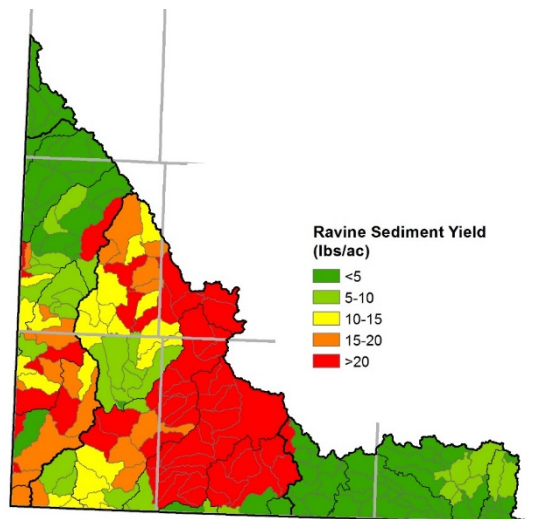 Ravine Sediment Yield
(lbs/ac)
<5
5-10
10-15
15-20
>20